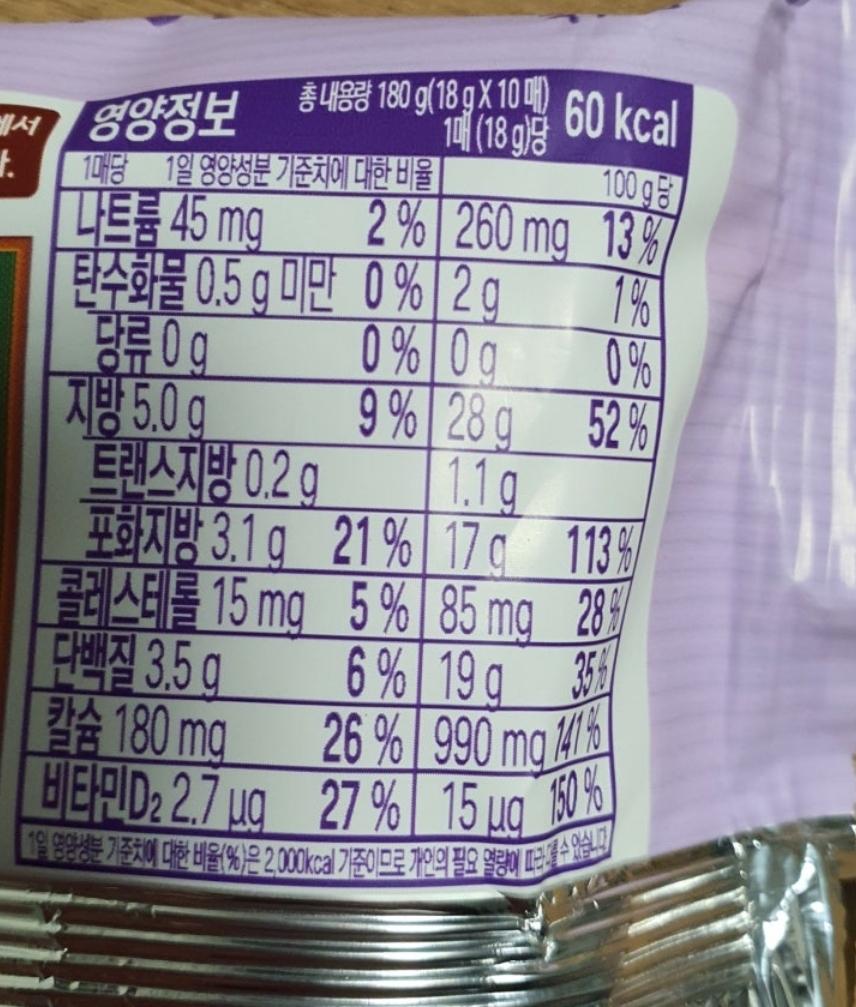 에서
영양정보
총 내용량 180 g(18 g X 10 매)
1매 (18 g)당
60 kcal
1매당 1일 영양성분 기준치에 대한 비율 100 g당
나트륨 45 mg 2 % 260 mg 13 %
탄수화물 0.5 g 미만 0 % 2 g 1 %
당류 0 g 0 % 0 g 0 %
지방 5.0 g 9 % 28 g 52 %
트랜스지방 0.2 g 1.1 g
포화지방 3.1 g 21 % 17 g 113 %
콜레스테롤 15 mg 5 % 85 mg 28 %
단백질 3.5 g 6 % 19 g 35 %
칼슘 180 mg 26 % 990 mg 141 %
비타민D2 2.7 µg 27 % 15 µg 150 %
1일 영양성분 기준치에 대한 비율(%)은 2,000kcal 기준이므로 개인의 필요 열량에 따라 다를 수 있습니다.